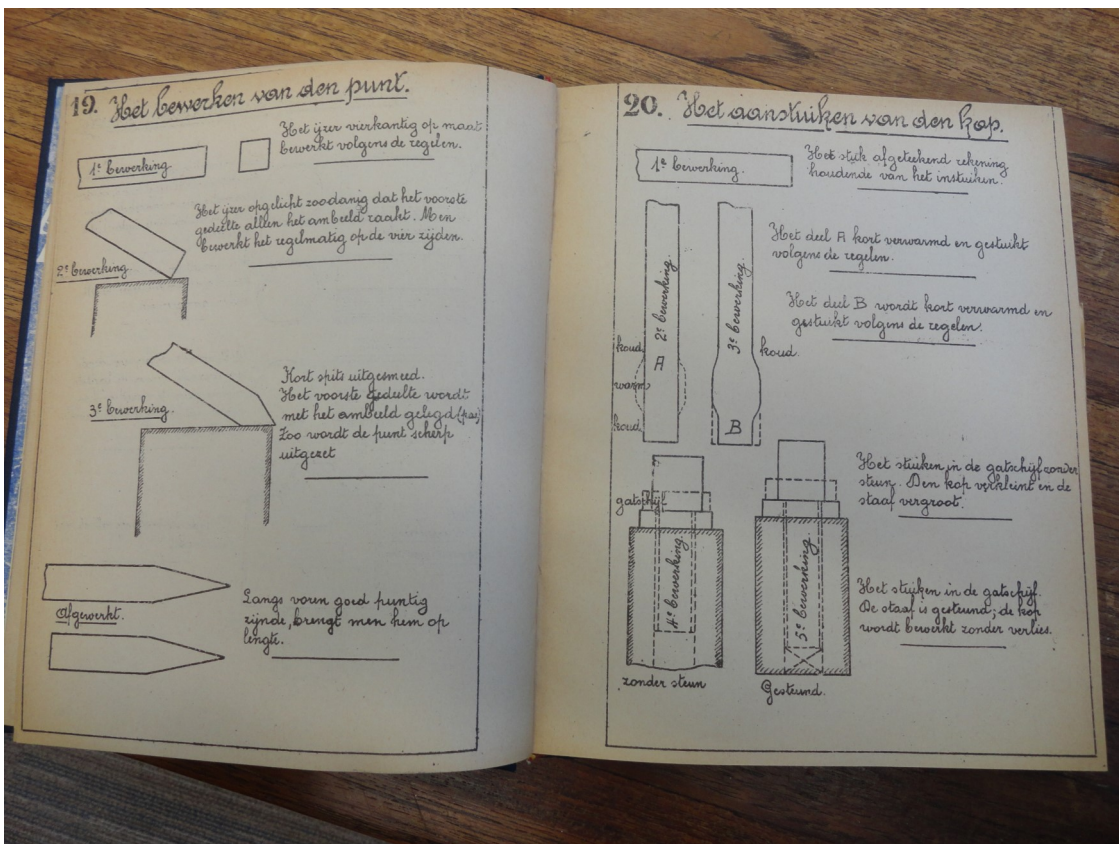 19. Het bewerken van den punt.
1e bewerking
Het ijzer vierkantig op maat
bewerkt volgens de regelen.
Het ijzer opgelicht zoodanig dat het voorste
gedeelte allen het ambeeld raakt. Men
bewerkt het regelmatig op de vier zijden.
2e bewerking
3e bewerking.
Kort spits uitgesmeed.
Het voorste gedeelte wordt
met het ambeeld gelegd (pas)
Zoo wordt de punt scherp
uitgezet
Afgewerkt.
Langs voren goed puntig
zijnde, brengt men hem op
lengte.
20. Het aanstuiken van den kop.
1e bewerking.
Het stuk afgeteekend rekening
houdende van het instuiken.
2e bewerking.
A
koud
warm
koud
3e bewerking.
koud.
B
Het deel A kort verwarmd en gestuikt
volgens de regelen.
Het deel B wordt kort verwarmd en
gestuikt volgens de regelen.
gatschijf
4e bewerking.
zonder steun
5e bewerking.
Gesteund.
Het stuiken in de gatschijf zonder
steun. Den kop verkleint en de
staaf vergroot.
Het stuiken in de gatschijf.
De staaf is gesteund; de kop
wordt bewerkt zonder verlies.